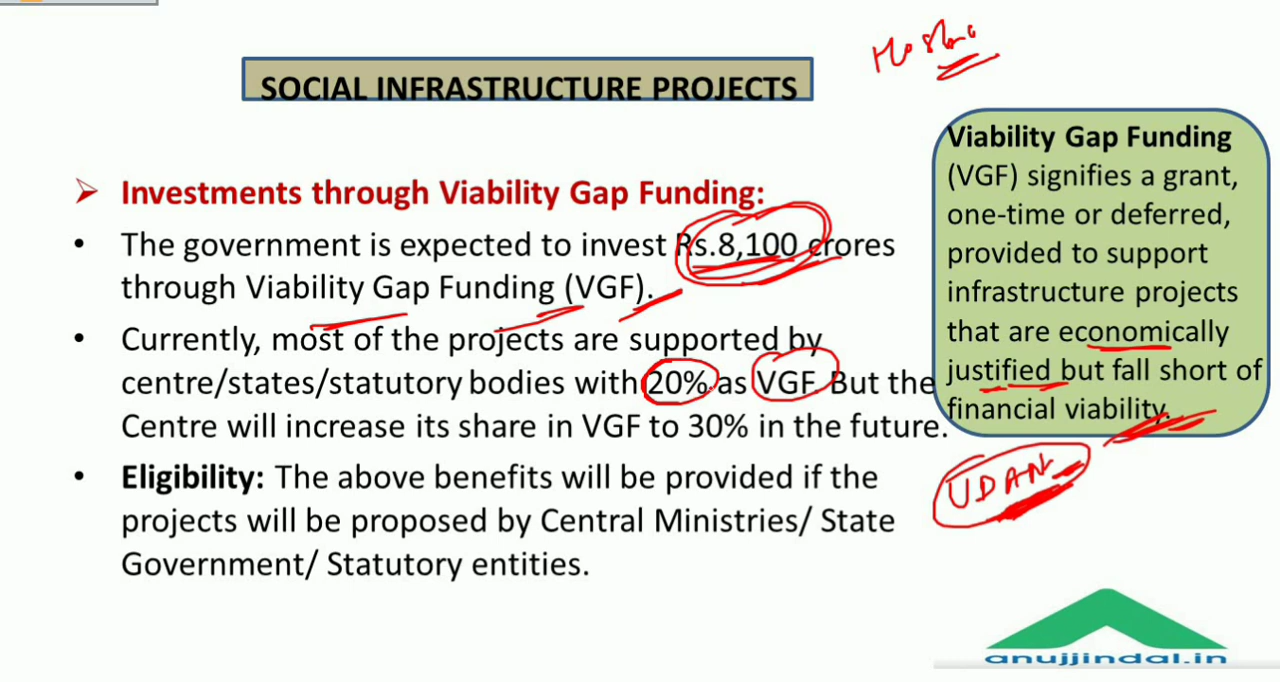 SOCIAL INFRASTRUCTURE PROJECTS
➤ Investments through Viability Gap Funding:
• The government is expected to invest Rs.8,100 crores
through Viability Gap Funding (VGF).
• Currently, most of the projects are supported by
centre/states/statutory bodies with 20% as VGF. But the
Centre will increase its share in VGF to 30% in the future.
• Eligibility: The above benefits will be provided if the
projects will be proposed by Central Ministries/ State
Government/ Statutory entities.
Viability Gap Funding
(VGF) signifies a grant,
one-time or deferred,
provided to support
infrastructure projects
that are economically
justified but fall short of
financial viability.
UDAN
anujjindal.in